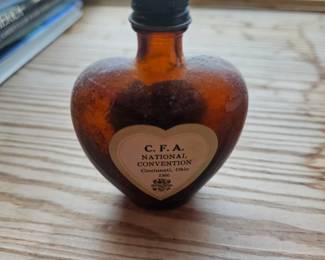 C. F. A.
NATIONAL
CONVENTION
Cincinnati, Ohio